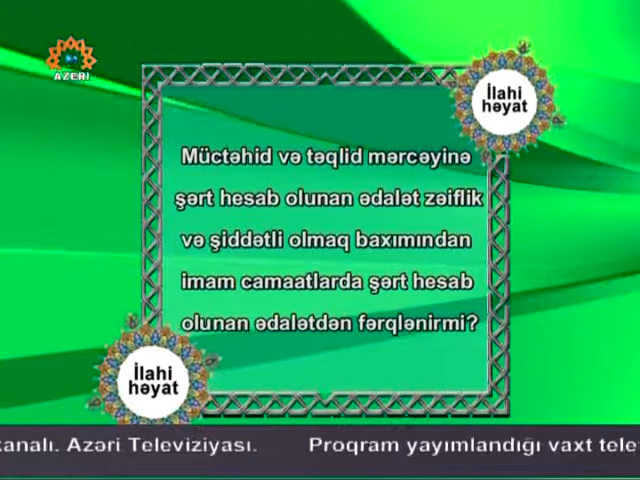 AZERİ
İlahi
həyat
Müctəhid və təqlid mərcəyinə
şərt hesab olunan ədalət zəiflik
və şiddətli olmaq baxımından
imam camaatlarda şərt hesab
olunan ədalətdən fərqlənirmi?
İlahi
həyat
kanalı. Azəri Televiziyası. Proqram yayımlandığı vaxt